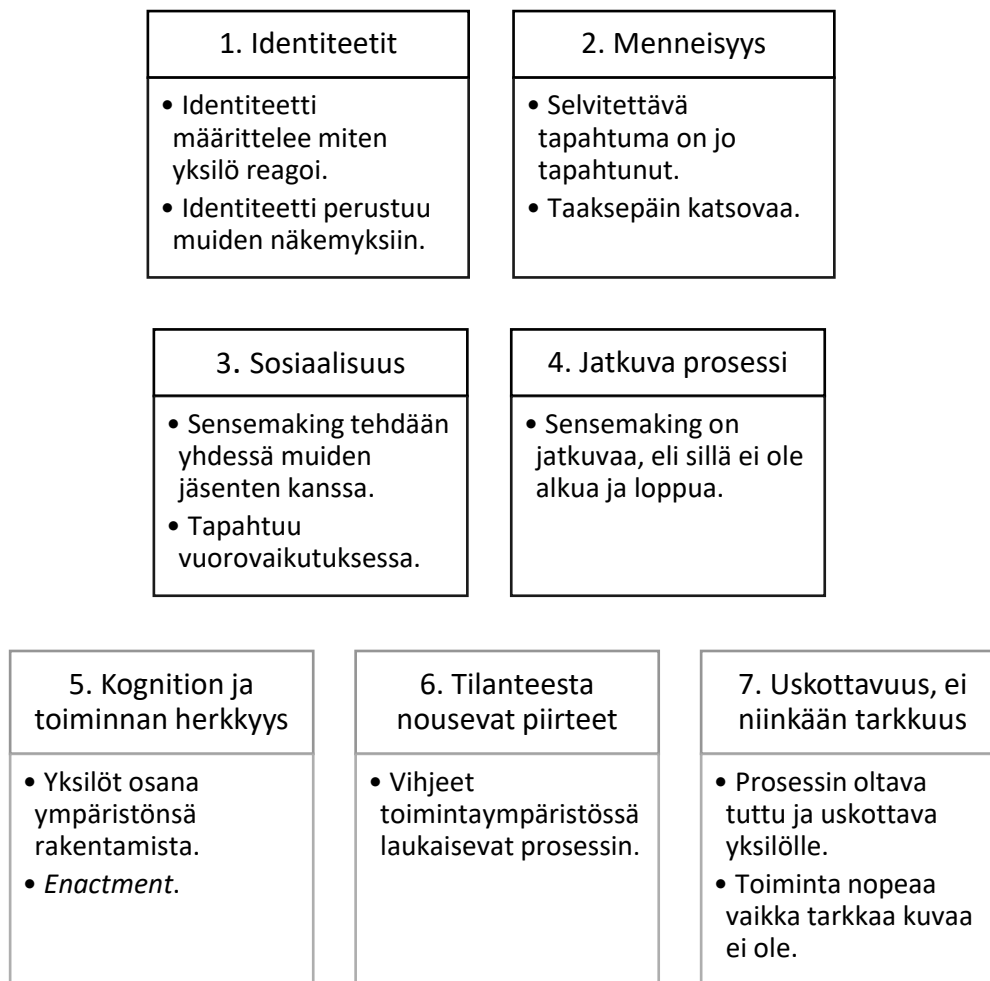 1. Identiteetit
• Identiteetti
määrittelee miten
yksilö reagoi.
• Identiteetti perustuu
muiden näkemyksiin.
2. Menneisyys
• Selvitettävä
tapahtuma on jo
tapahtunut.
• Taaksepäin katsovaa.
3. Sosiaalisuus
• Sensemaking tehdään
yhdessä muiden
jäsenten kanssa.
• Tapahtuu
vuorovaikutuksessa.
4. Jatkuva prosessi
• Sensemaking on
jatkuvaa, eli sillä ei ole
alkua ja loppua.
5. Kognition ja
toiminnan herkkyys
• Yksilöt osana
ympäristönsä
rakentamista.
• Enactment.
6. Tilanteesta
nousevat piirteet
• Vihjeet
toimintaympäristössä
laukaisevat prosessin.
7. Uskottavuus, ei
niinkään tarkkuus
• Prosessin oltava
tuttu ja uskottava
yksilölle.
• Toiminta nopeaa
vaikka tarkkaa kuvaa
ei ole.